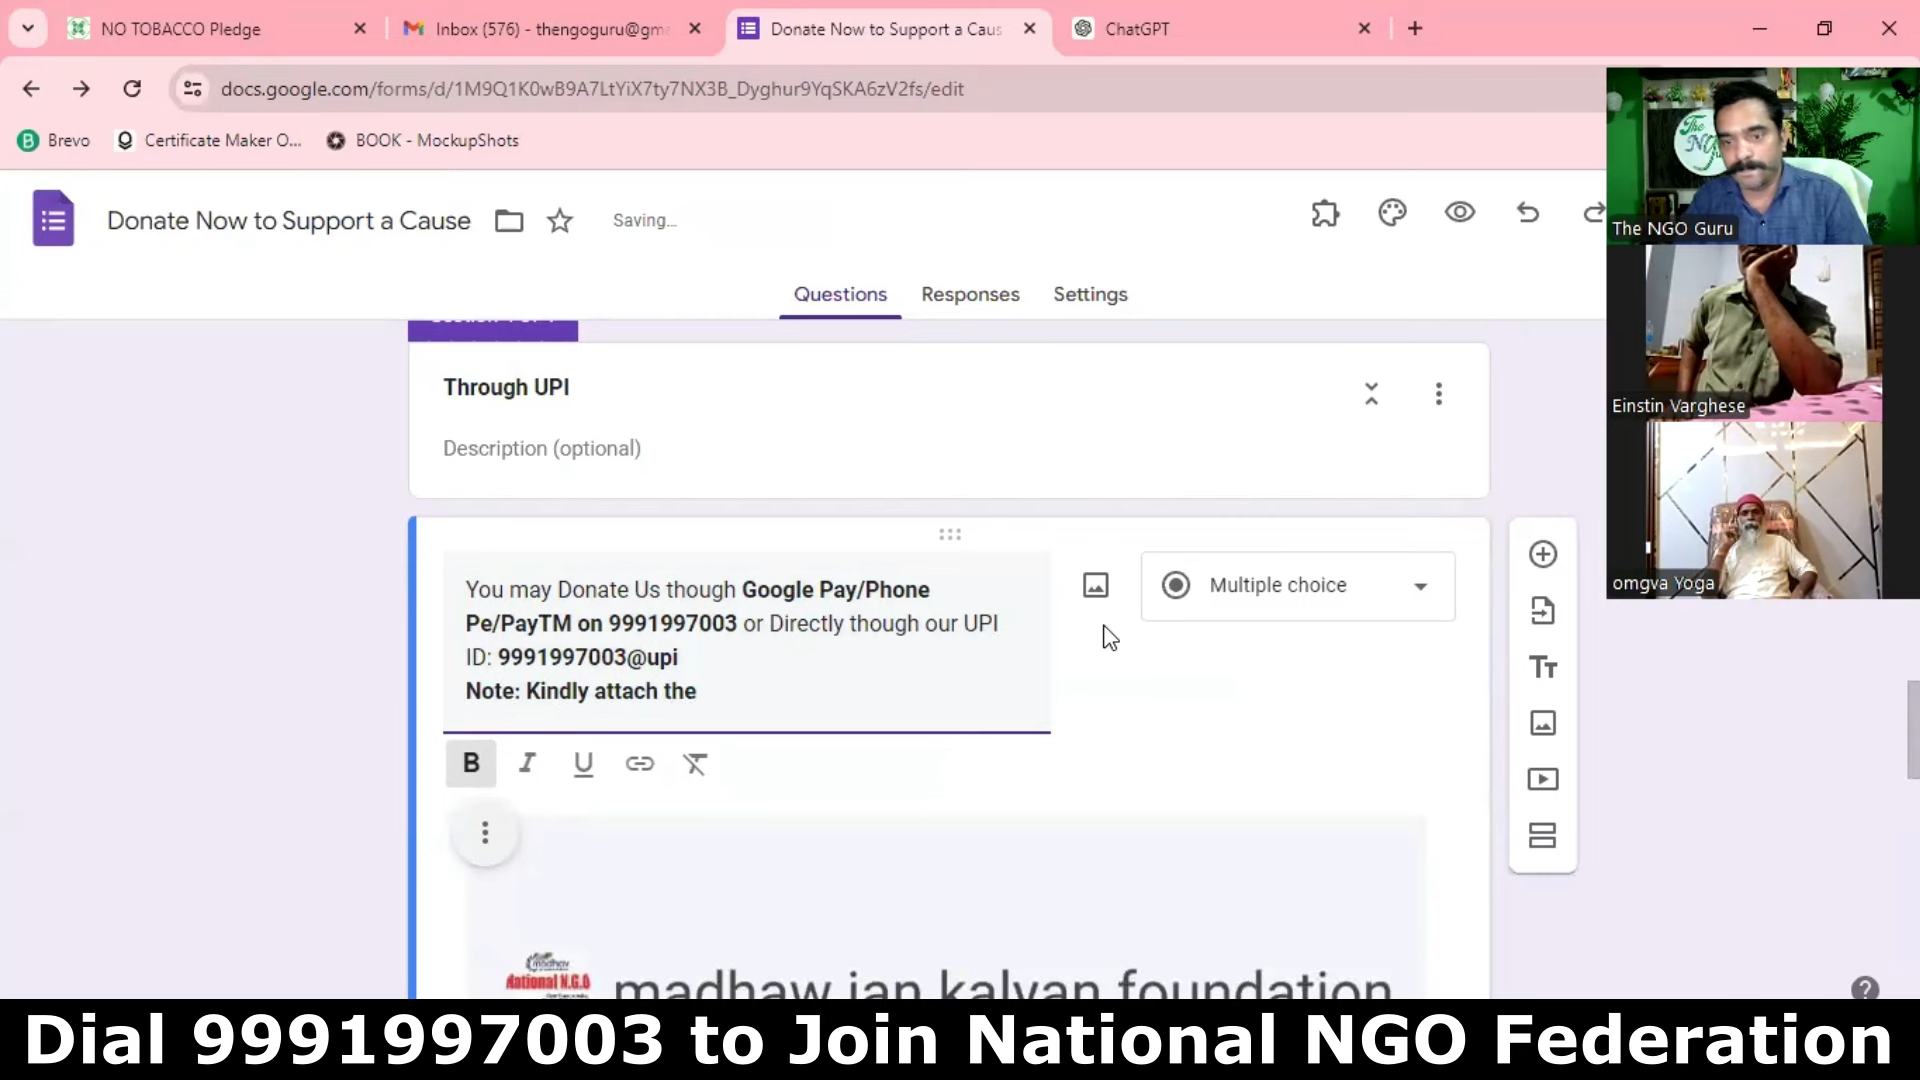 NO TOBACCO Pledge
Inbox (576) - thengoguru@gm
Donate Now to Support a Caus
ChatGPT
docs.google.com/forms/d/1M9Q1K0wB9A7LtYiX7ty7NX3B_Dyghur9YqSKA6zV2fs/edit
Brevo
Certificate Maker O...
BOOK - MockupShots
Donate Now to Support a Cause
Saving...
Questions
Responses
Settings
The NGO Guru
Einstin Varghese
omgva Yoga
Through UPI
Description (optional)
You may Donate Us though Google Pay/Phone
Pe/PayTM on 9991997003 or Directly though our UPI
ID: 9991997003@upi
Note: Kindly attach the
Multiple choice
B I U
madhav
National N.G.O
madhaw jan kalyan foundation
Dial 9991997003 to Join National NGO Federation